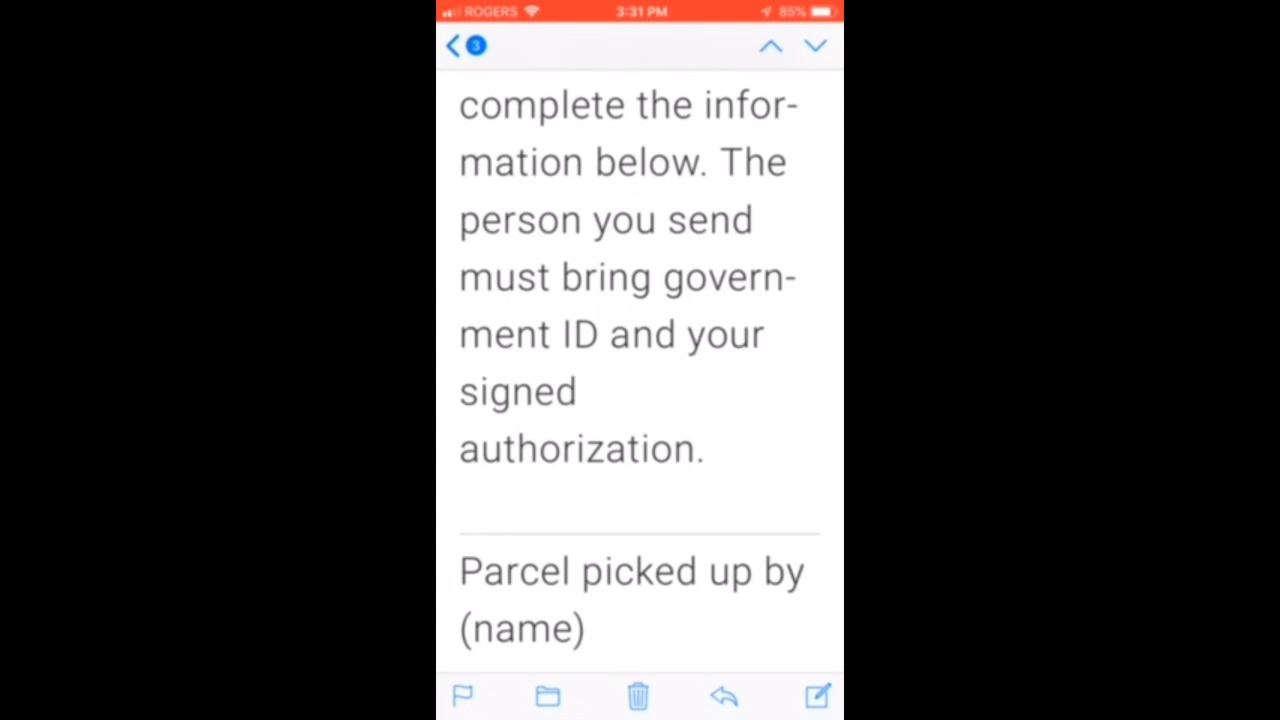 ROGERS 3:31 PM 85%
3
complete the infor-
mation below. The
person you send
must bring govern-
ment ID and your
signed
authorization.
Parcel picked up by
(name)